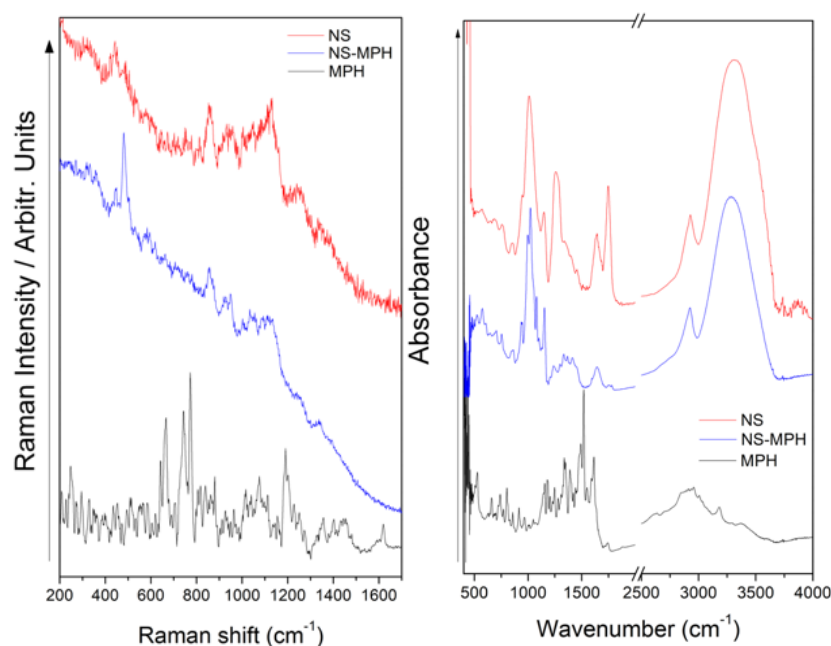 Raman Intensity / Arbitr. Units
NS
NS-MPH
MPH
200 400 600 800 1000 1200 1400 1600
Raman shift (cm⁻¹)
Absorbance
NS
NS-MPH
MPH
500 1000 1500 2500 3000 3500 4000
Wavenumber (cm⁻¹)